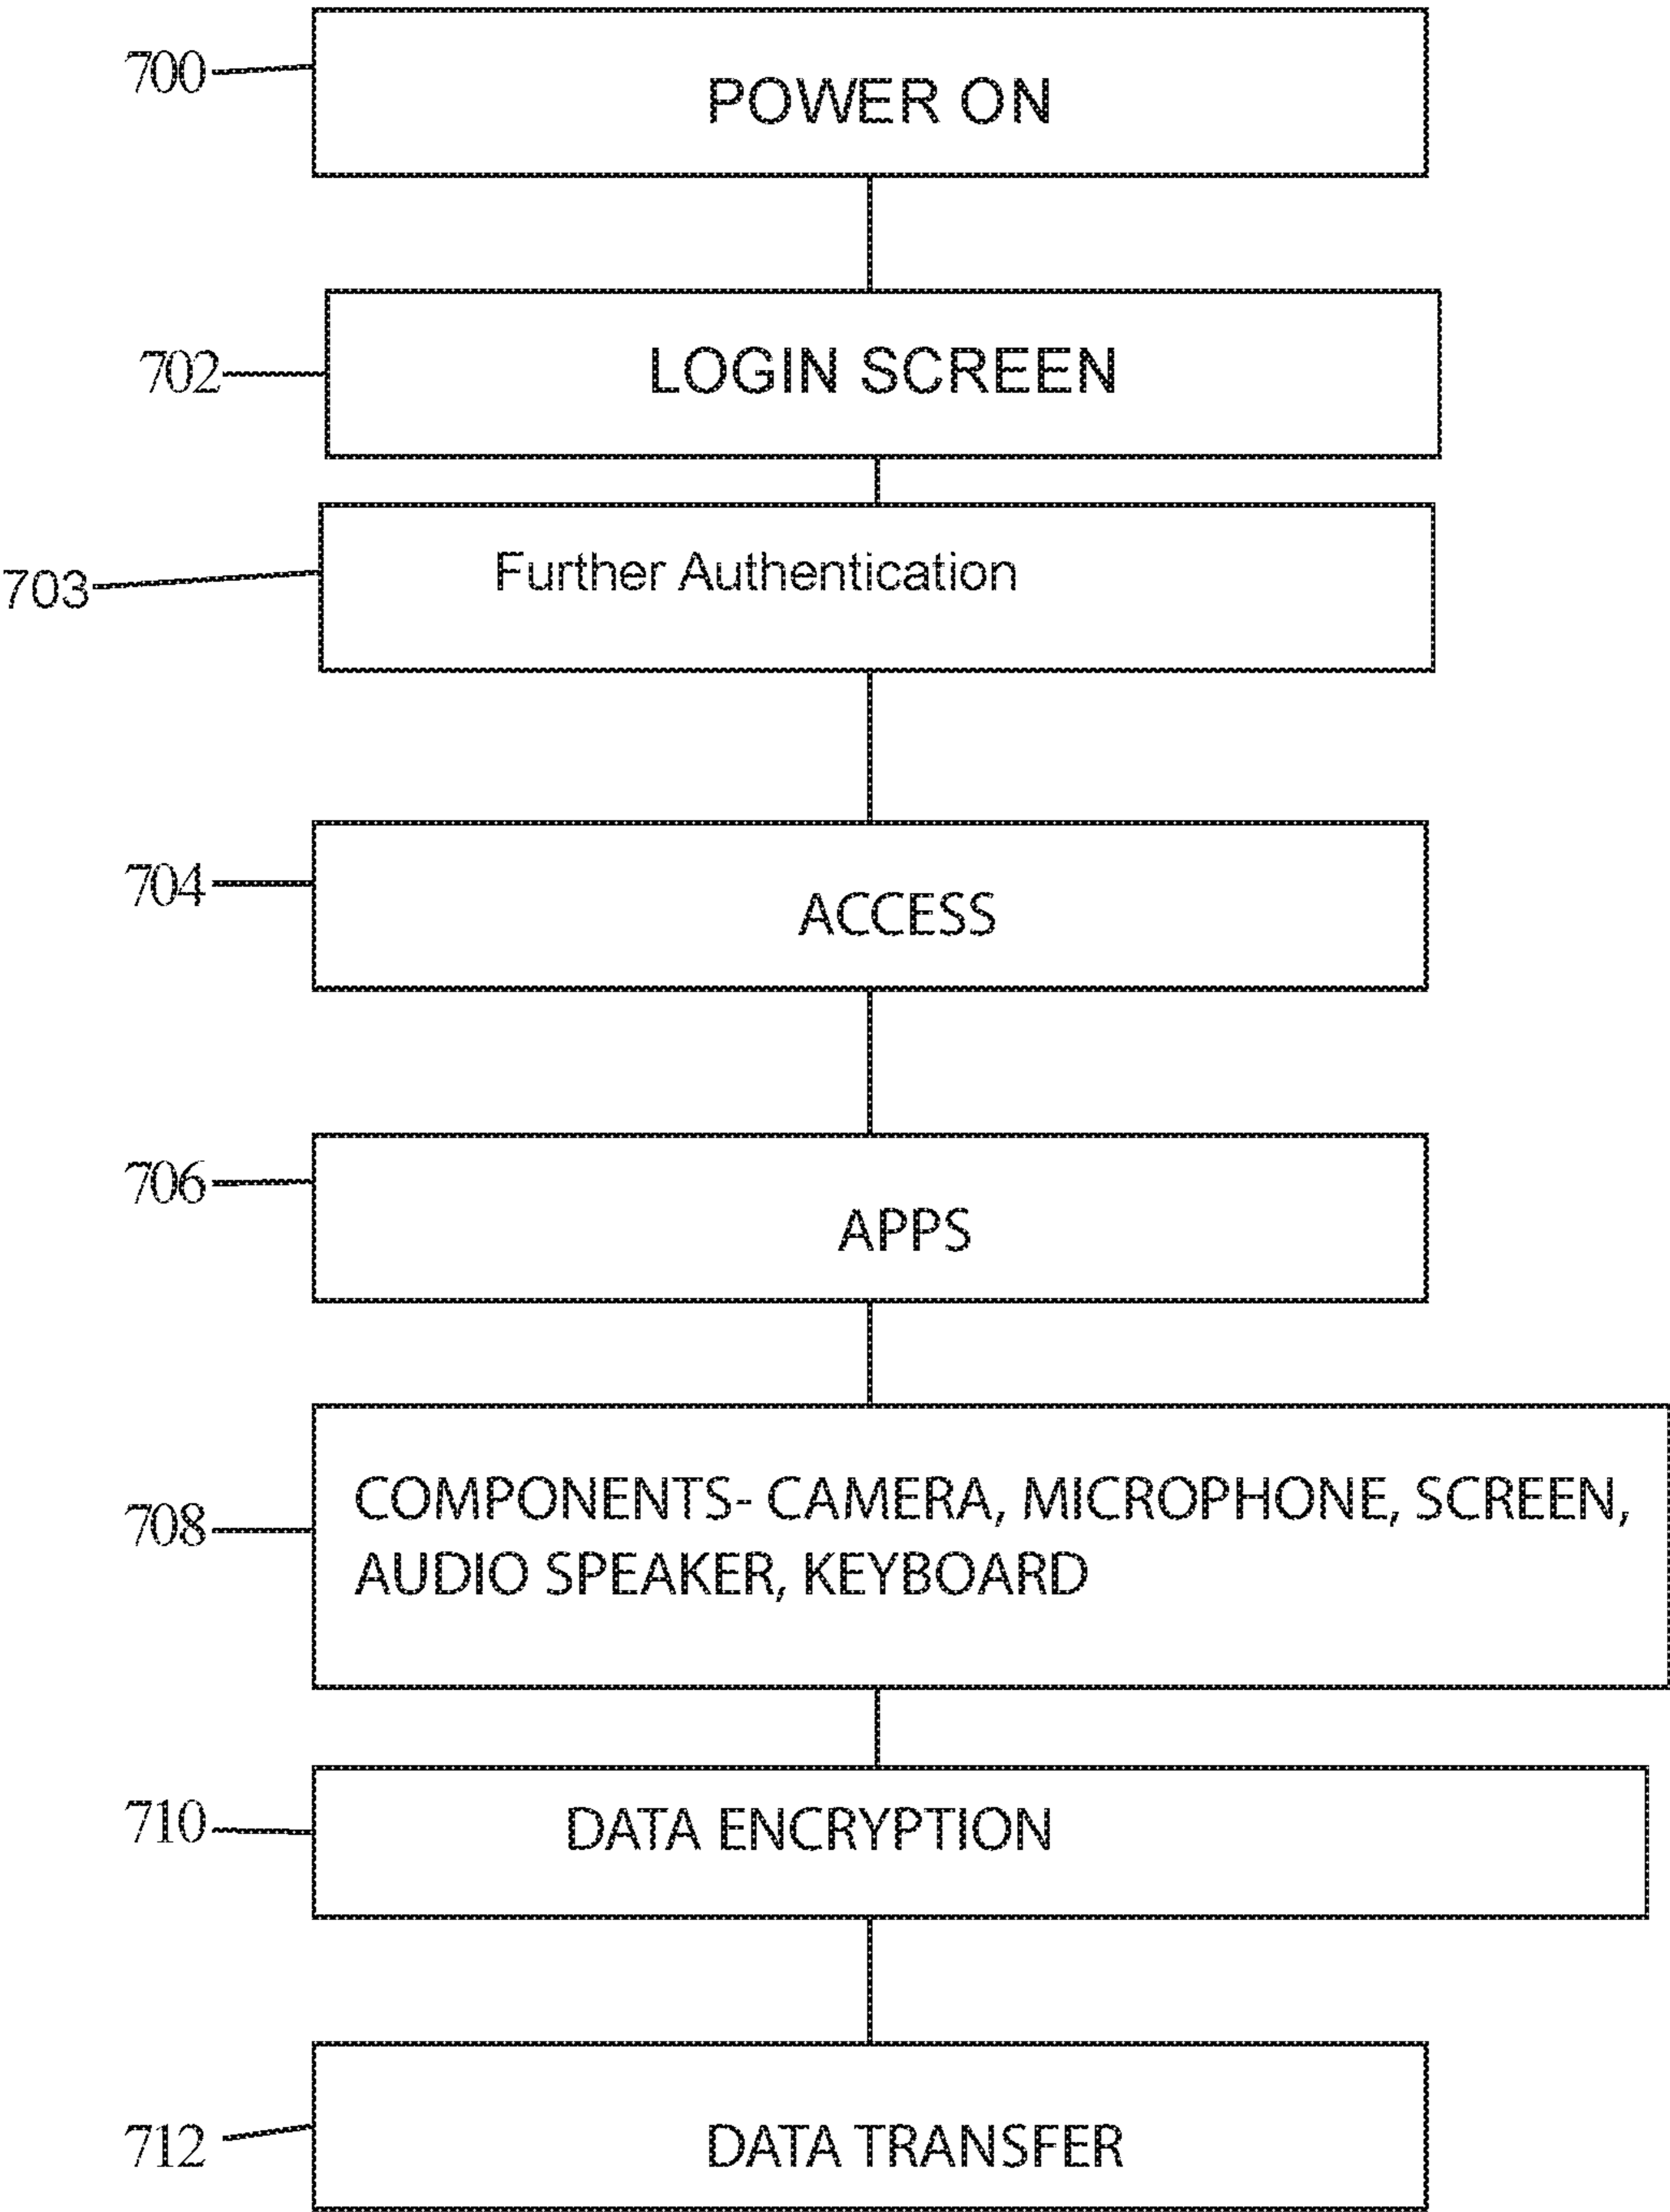 700 POWER ON
702 LOGIN SCREEN
703 Further Authentication
704 ACCESS
706 APPS
708 COMPONENTS- CAMERA, MICROPHONE, SCREEN,
AUDIO SPEAKER, KEYBOARD
710 DATA ENCRYPTION
712 DATA TRANSFER